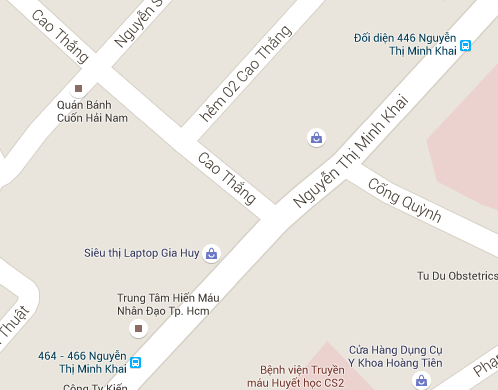 Cao Thắng
Nguyễn S
Đối diện 446 Nguyễn
Thị Minh Khai
hẻm 02 Cao Thắng
Quán Bánh
Cuốn Hải Nam
Nguyễn Thị Minh Khai
Cao Thắng
Cống Quỳnh
Siêu thị Laptop Gia Huy
Tu Du Obstetrics
Trung Tâm Hiến Máu
Nhân Đạo Tp. Hcm
Thuật
464 - 466 Nguyễn
Thị Minh Khai
Cửa Hàng Dụng Cụ
Y Khoa Hoàng Tiên
Bệnh viện Truyền
máu Huyết học CS2
Phạ
Công Ty Kiến